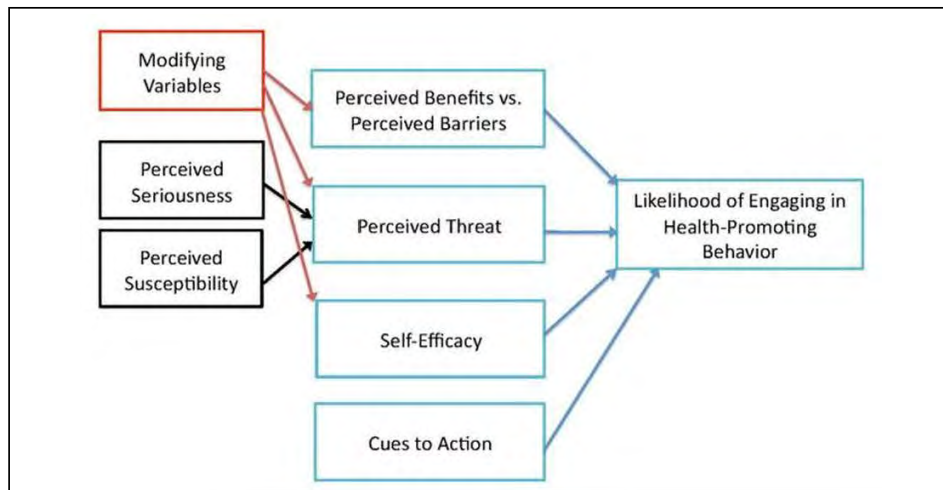 Modifying
Variables
Perceived Benefits vs.
Perceived Barriers
Perceived
Seriousness
Perceived Threat
Likelihood of Engaging in
Health-Promoting
Behavior
Perceived
Susceptibility
Self-Efficacy
Cues to Action